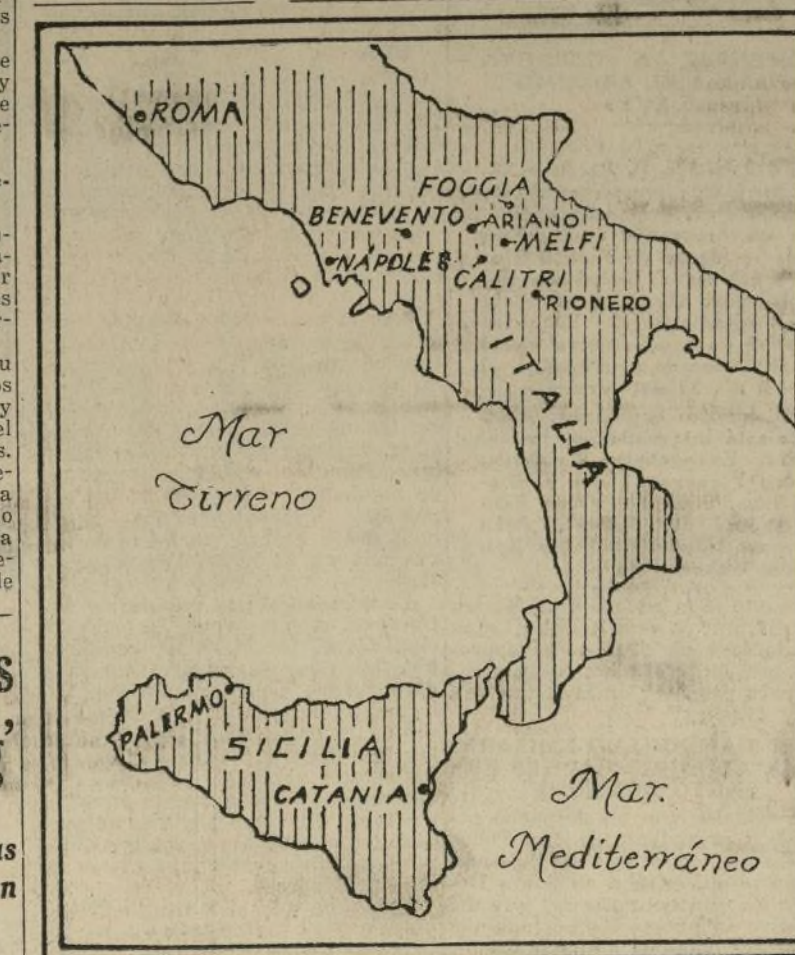 ROMA
FOGGIA
BENEVENTO
ARIANO
MELFI
NAPOLES
CALITRI
RIONERO
ITALIA
Mar
Tirreno
PALERMO
SICILIA
CATANIA
Mar.
Mediterráneo